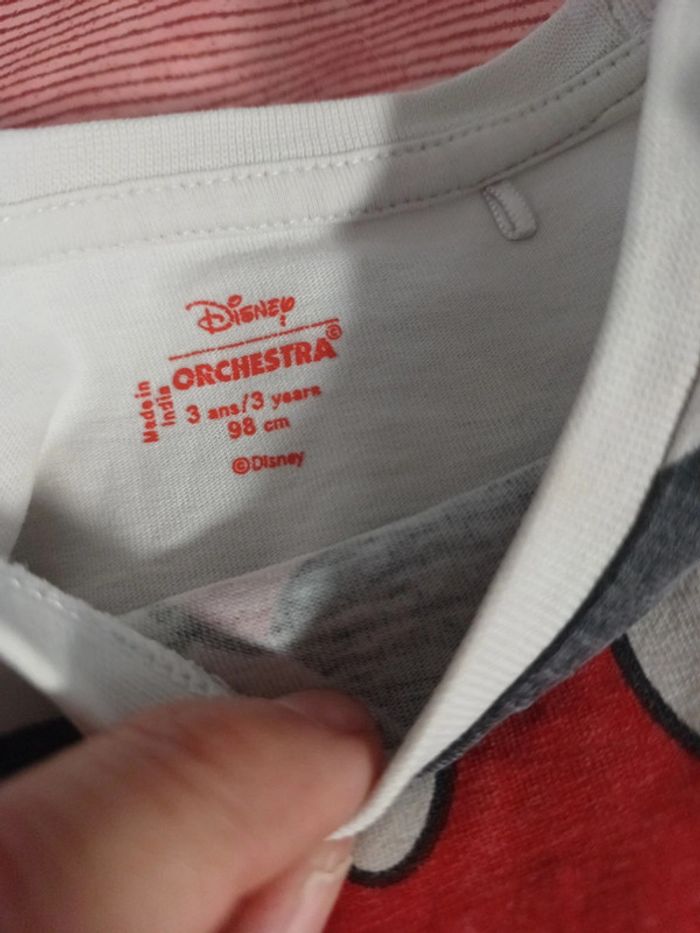 Disney
ORCHESTRA©
Made in
India
3 ans/3 years
98 cm
©Disney